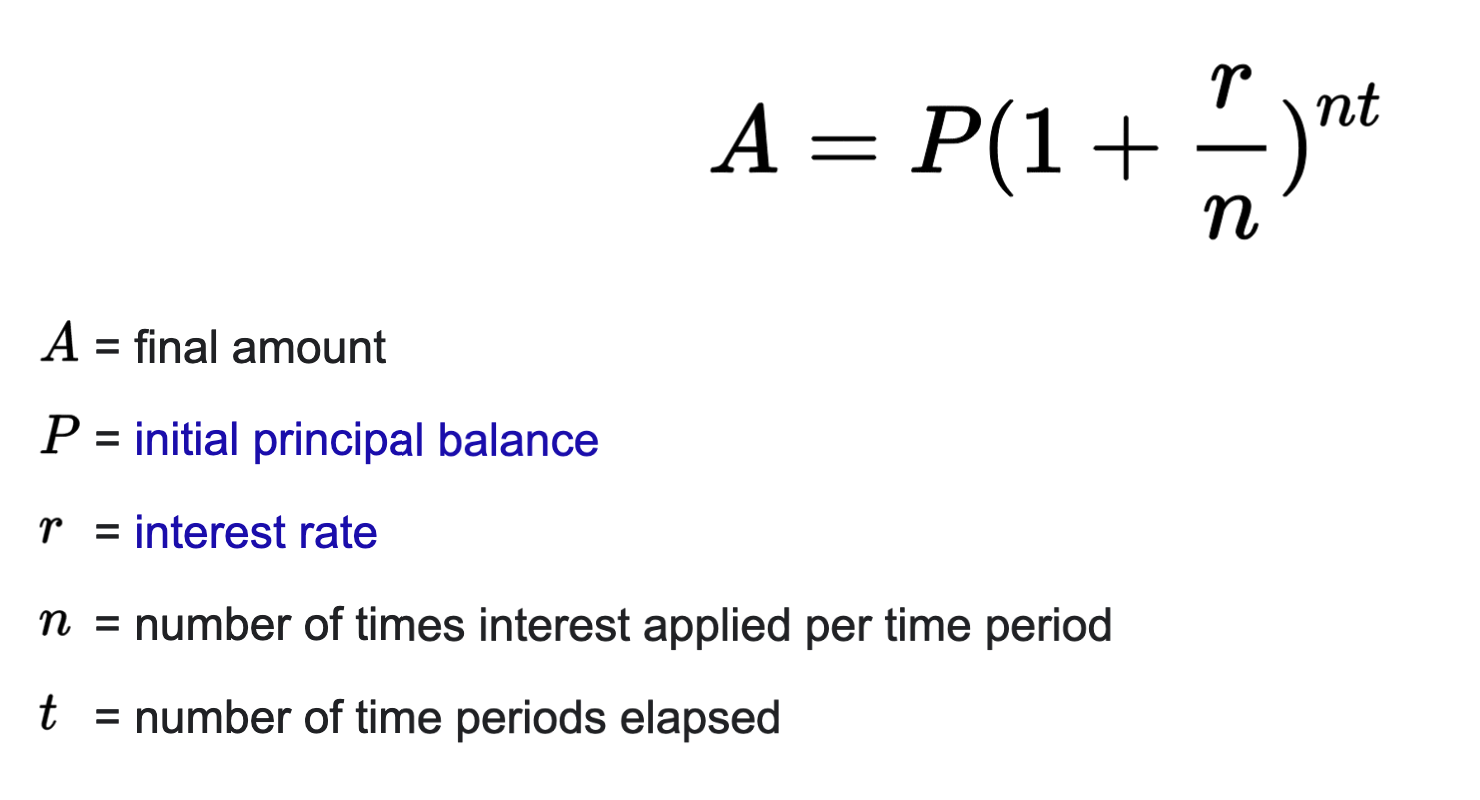 A = P(1 + r/n)^nt
A = final amount
P = initial principal balance
r = interest rate
n = number of times interest applied per time period
t = number of time periods elapsed